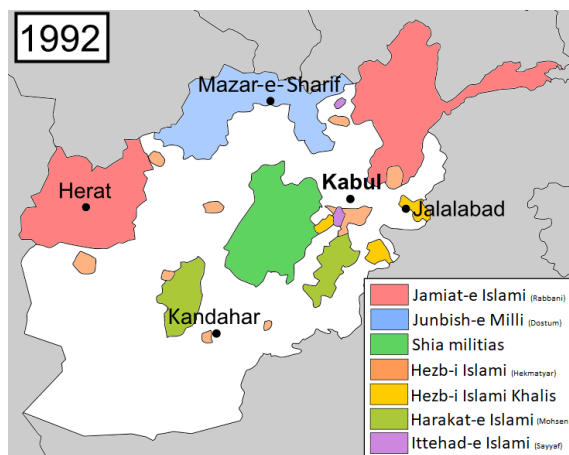 1992
Mazar-e-Sharif
Kabul
Herat
Jalalabad
Kandahar
Jamiat-e Islami (Rabbani)
Junbish-e Milli (Dostum)
Shia militias
Hezb-i Islami (Hekmatyar)
Hezb-i Islami Khalis
Harakat-e Islami (Mohsen
Ittehad-e Islami (Sayyaf)